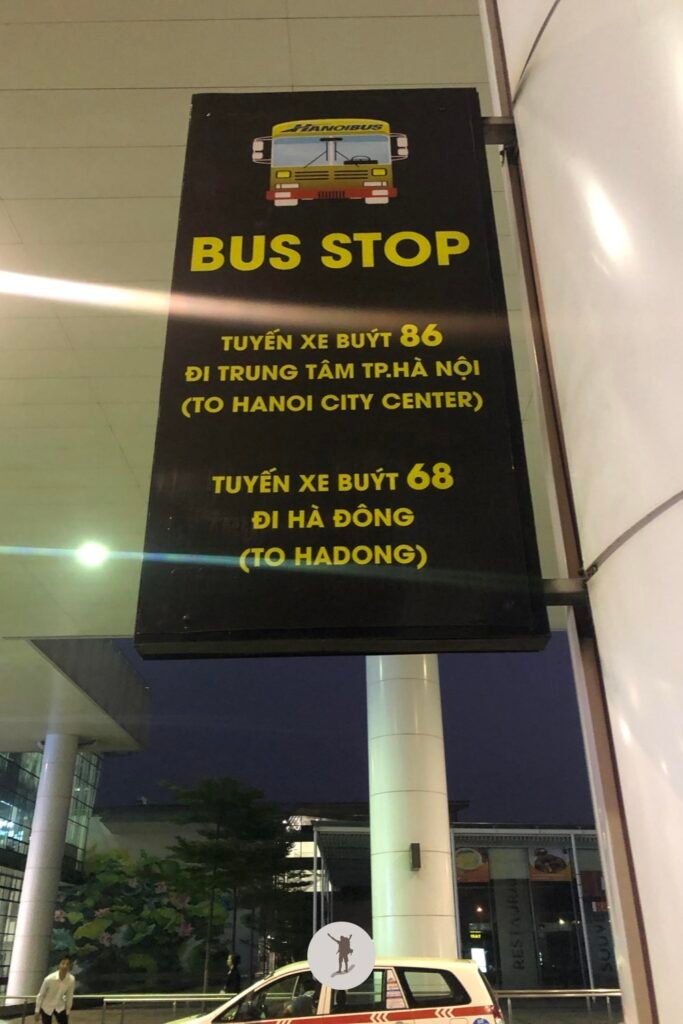 HANOIBUS
BUS STOP
TUYẾN XE BUÝT 86
ĐI TRUNG TÂM TP.HÀ NỘI
(TO HANOI CITY CENTER)
TUYẾN XE BUÝT 68
ĐI HÀ ĐÔNG
(TO HADONG)